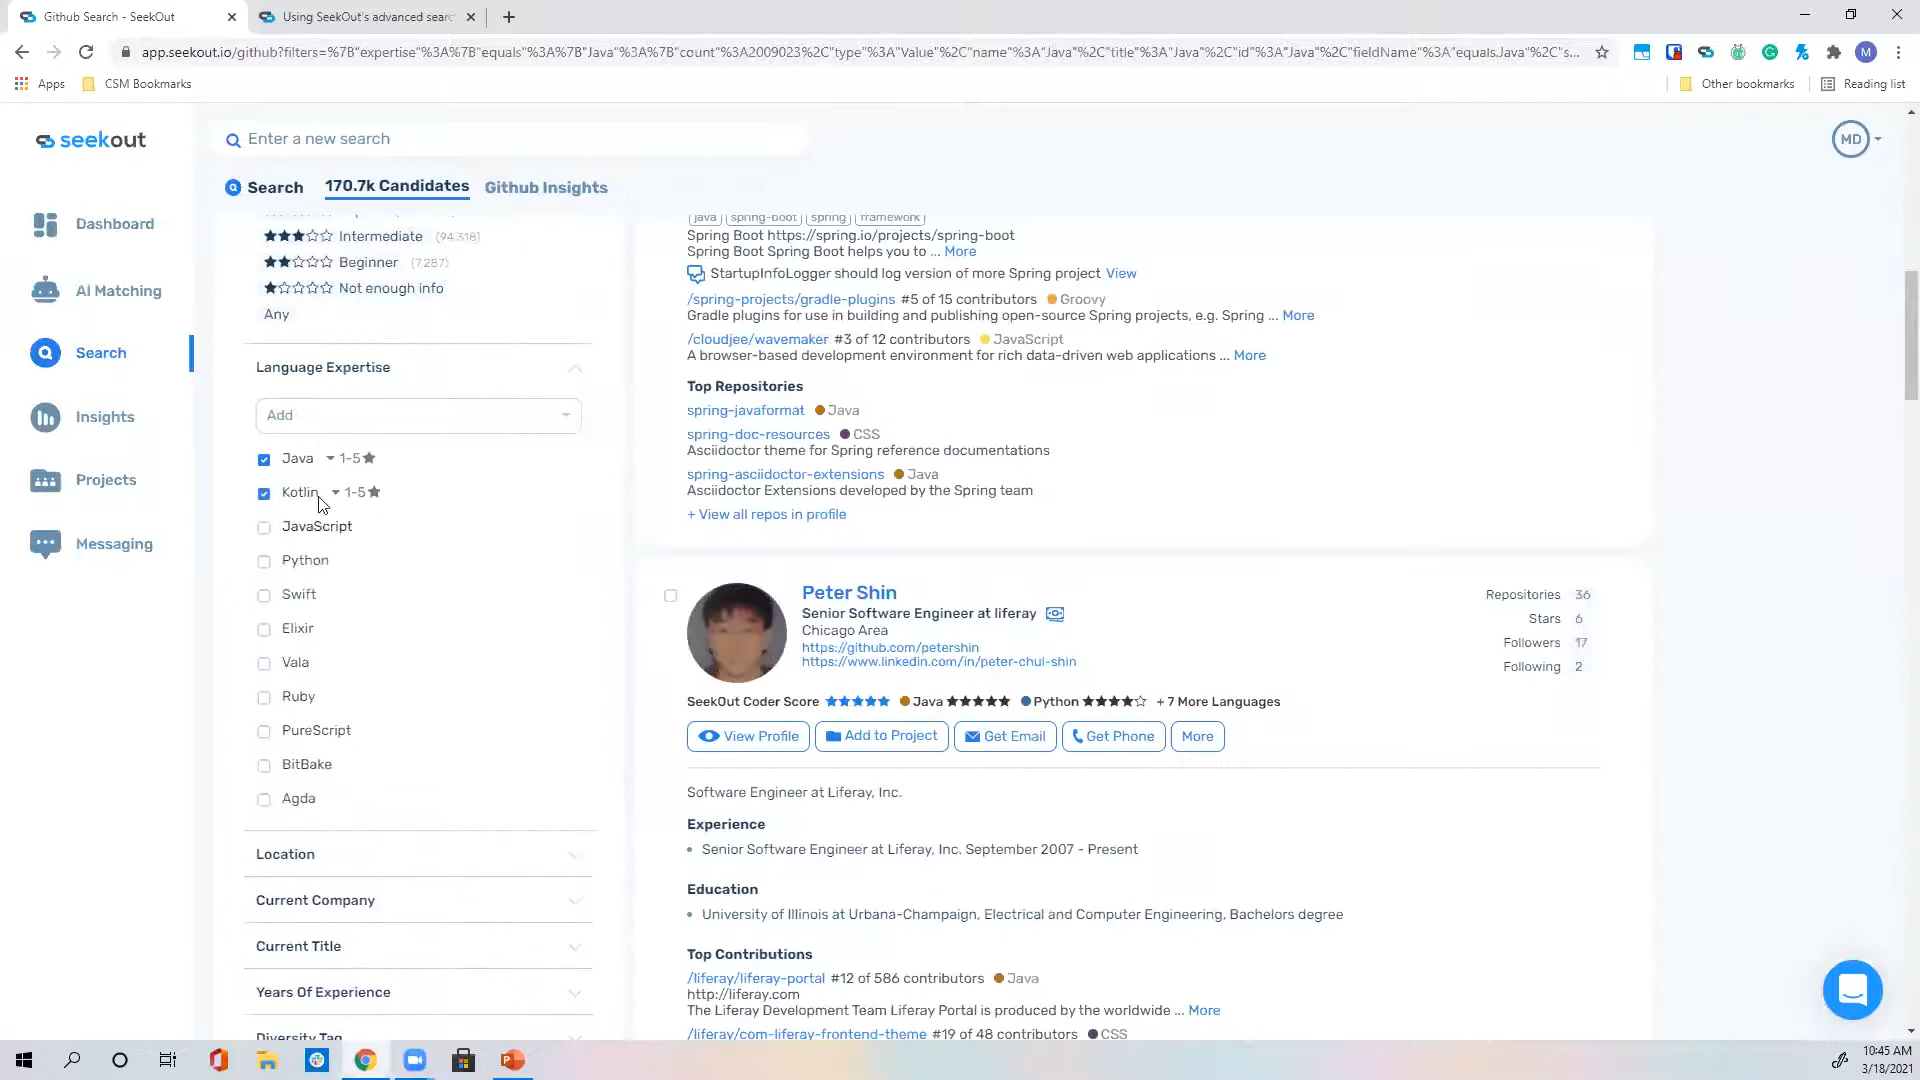 Github Search - SeekOut
Using SeekOut's advanced sear
app.seekout.io/github?filters=%7B"expertise"%3A%7B"equals"%3A%7B"Java"%3A%7B"count"%3A2009023%2C"type"%3A"Value"%2C"name"%3A"Java"%2C"title"%3A"Java"%2C"id"%3A"Java"%2C"fieldName"%3A"equals.Java"%2C"s...
M
Apps
CSM Bookmarks
Other bookmarks
Reading list
seekout
Enter a new search
MD
Search
170.7k Candidates
Github Insights
Dashboard
AI Matching
Search
Insights
Projects
Messaging
Intermediate (94,318)
Beginner (7,287)
Not enough info
Any
Language Expertise
Add
Java 1-5
Kotlin 1-5
JavaScript
Python
Swift
Elixir
Vala
Ruby
PureScript
BitBake
Agda
Location
Current Company
Current Title
Years Of Experience
Diversity Tag
java spring-boot spring framework
Spring Boot https://spring.io/projects/spring-boot
Spring Boot Spring Boot helps you to ... More
StartupInfoLogger should log version of more Spring project View
/spring-projects/gradle-plugins #5 of 15 contributors Groovy
Gradle plugins for use in building and publishing open-source Spring projects, e.g. Spring ... More
/cloudjee/wavemaker #3 of 12 contributors JavaScript
A browser-based development environment for rich data-driven web applications ... More
Top Repositories
spring-javaformat Java
spring-doc-resources CSS
Asciidoctor theme for Spring reference documentations
spring-asciidoctor-extensions Java
Asciidoctor Extensions developed by the Spring team
+ View all repos in profile
Peter Shin
Senior Software Engineer at liferay
Chicago Area
https://github.com/petershin
https://www.linkedin.com/in/peter-chul-shin
Repositories 36
Stars 6
Followers 17
Following 2
SeekOut Coder Score Java Python + 7 More Languages
View Profile
Add to Project
Get Email
Get Phone
More
Software Engineer at Liferay, Inc.
Experience
• Senior Software Engineer at Liferay, Inc. September 2007 - Present
Education
• University of Illinois at Urbana-Champaign, Electrical and Computer Engineering, Bachelors degree
Top Contributions
/liferay/liferay-portal #12 of 586 contributors Java
http://liferay.com
The Liferay Development Team Liferay Portal is produced by the worldwide ... More
/liferay/com-liferay-frontend-theme #19 of 48 contributors CSS
10:45 AM
3/18/2021